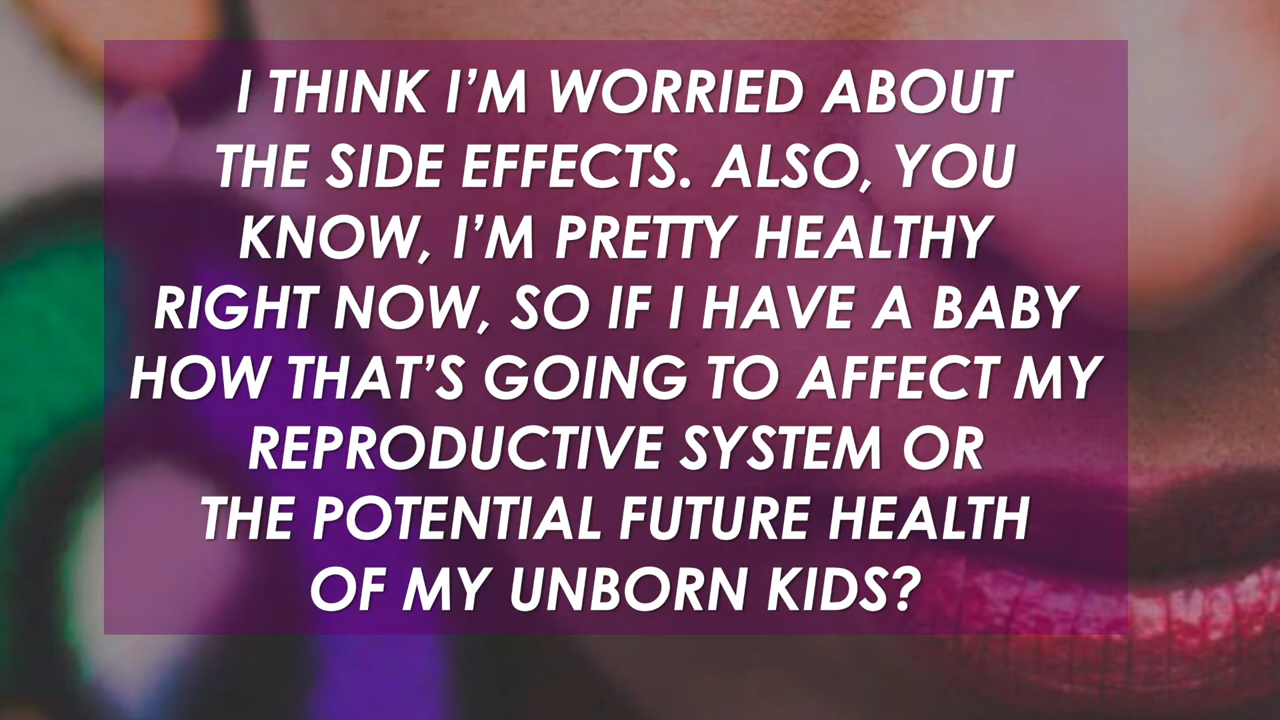 I THINK I'M WORRIED ABOUT
THE SIDE EFFECTS. ALSO, YOU
KNOW, I'M PRETTY HEALTHY
RIGHT NOW, SO IF I HAVE A BABY
HOW THAT'S GOING TO AFFECT MY
REPRODUCTIVE SYSTEM OR
THE POTENTIAL FUTURE HEALTH
OF MY UNBORN KIDS?